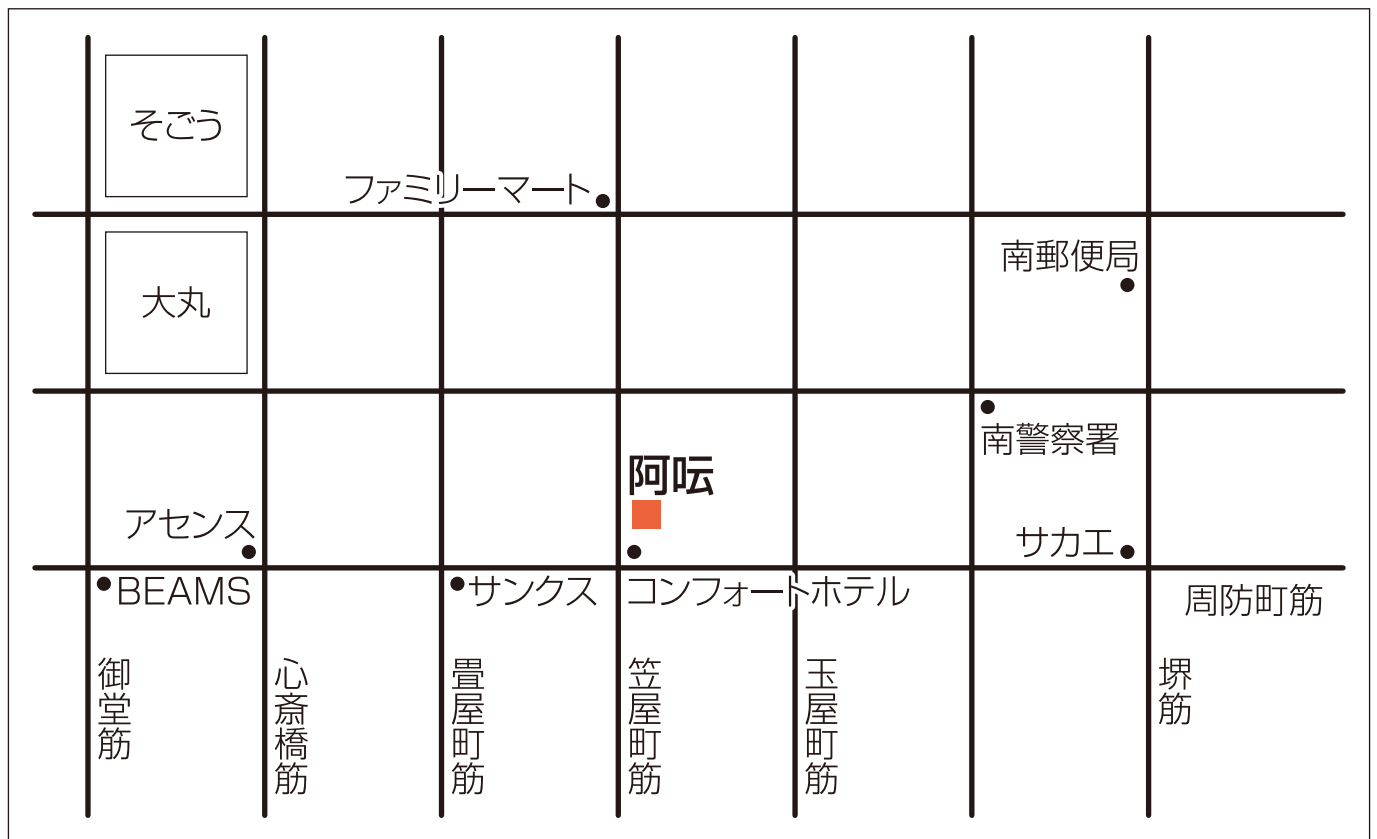 そごう
ファミリーマート
南郵便局
大丸
南警察署
阿吽
アセンス
サカエ
BEAMS
サンクス
コンフォートホテル
周防町筋
御堂筋
心斎橋筋
畳屋町筋
笠屋町筋
玉屋町筋
堺筋